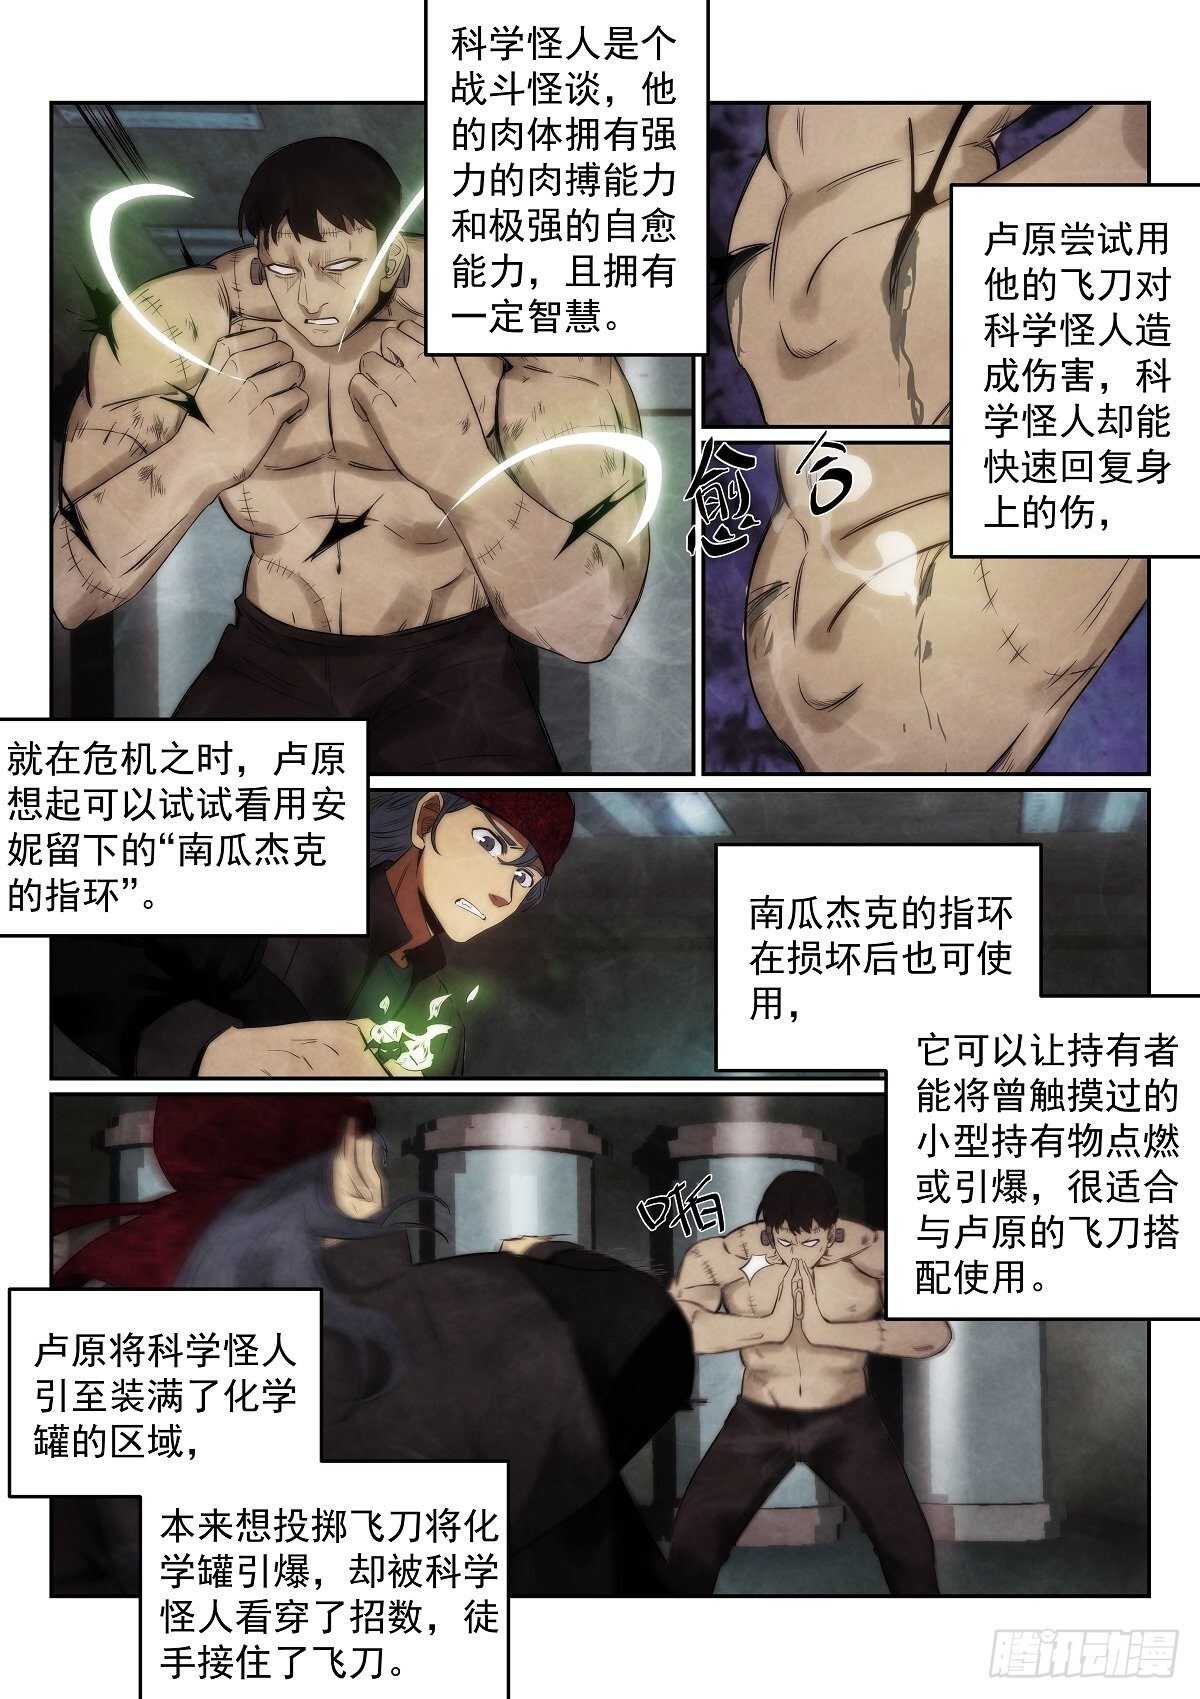 科学怪人是个
战斗怪谈，他
的肉体拥有强
力的肉搏能力
和极强的自愈
能力，且拥有
一定智慧。
卢原尝试用
他的飞刀对
科学怪人造
成伤害，科
学怪人却能
快速回复身
上的伤，
愈合
就在危机之时，卢原
想起可以试试看用安
妮留下的“南瓜杰克
的指环”。
南瓜杰克的指环
在损坏后也可使
用，
它可以让持有者
能将曾触摸过的
小型持有物点燃
或引爆，很适合
与卢原的飞刀搭
配使用。
啪
卢原将科学怪人
引至装满了化学
罐的区域，
本来想投掷飞刀将化
学罐引爆，却被科学
怪人看穿了招数，徒
手接住了飞刀。
腾讯动漫